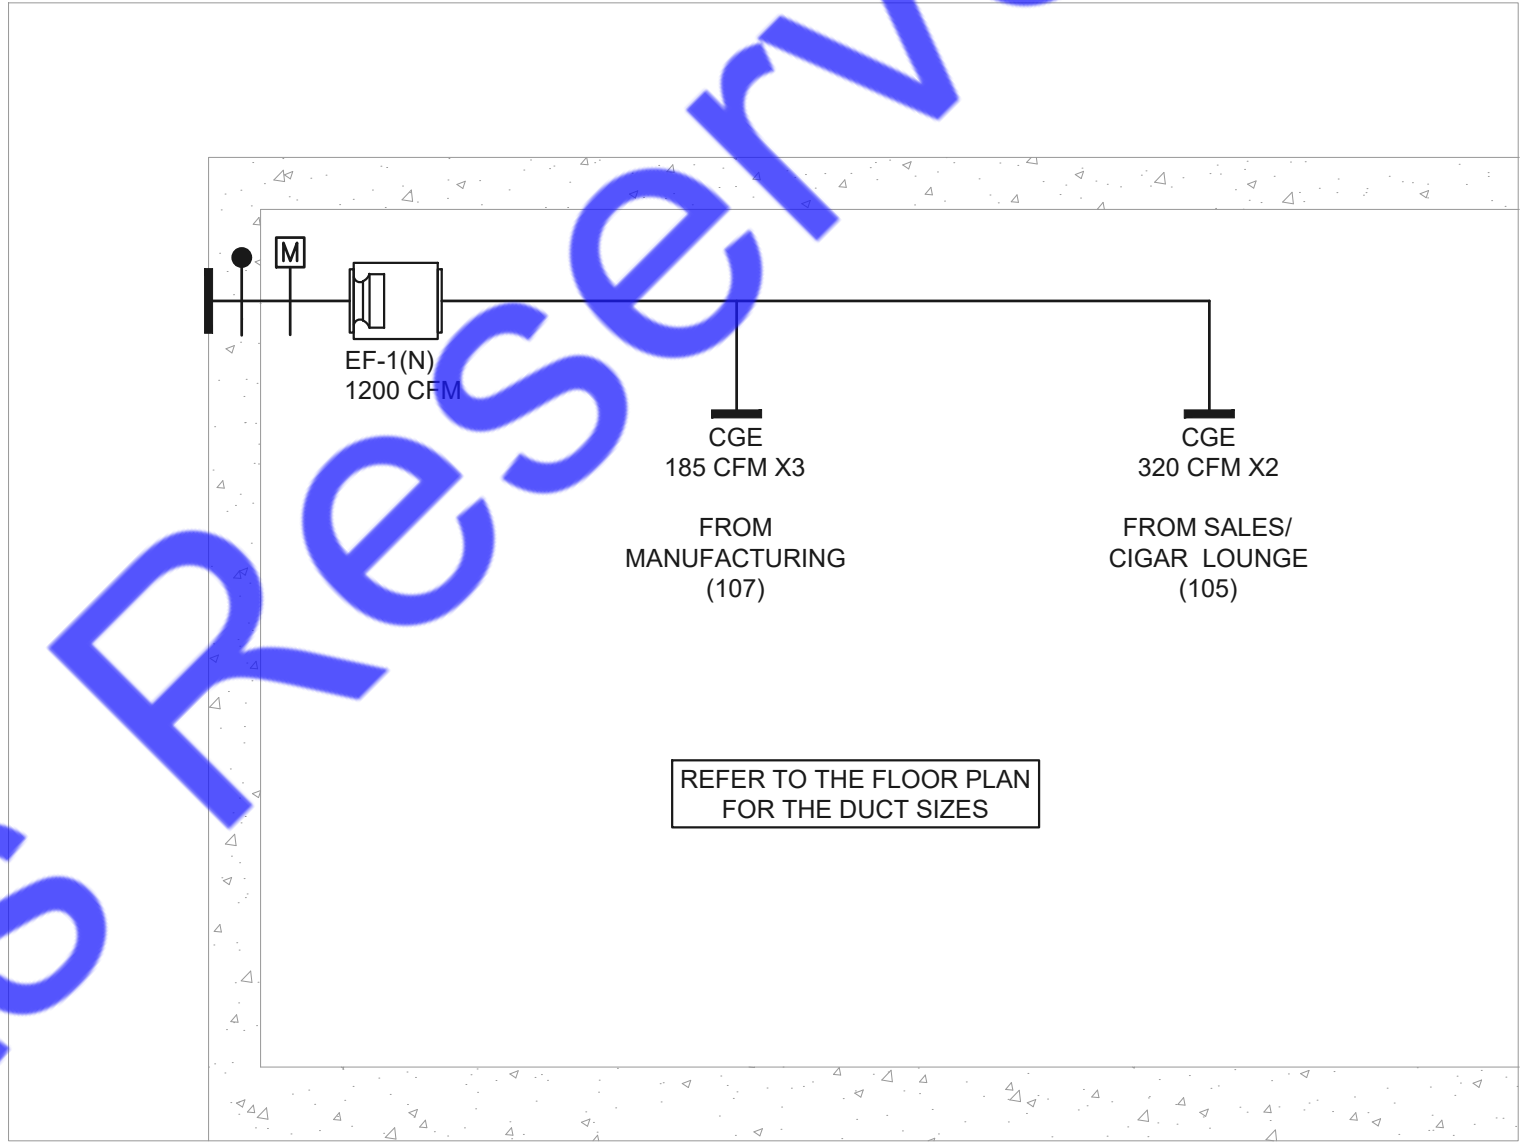 M
EF-1(N)
1200 CFM
CGE
185 CFM X3
FROM
MANUFACTURING
(107)
CGE
320 CFM X2
FROM SALES/
CIGAR LOUNGE
(105)
REFER TO THE FLOOR PLAN
FOR THE DUCT SIZES
s Reserv